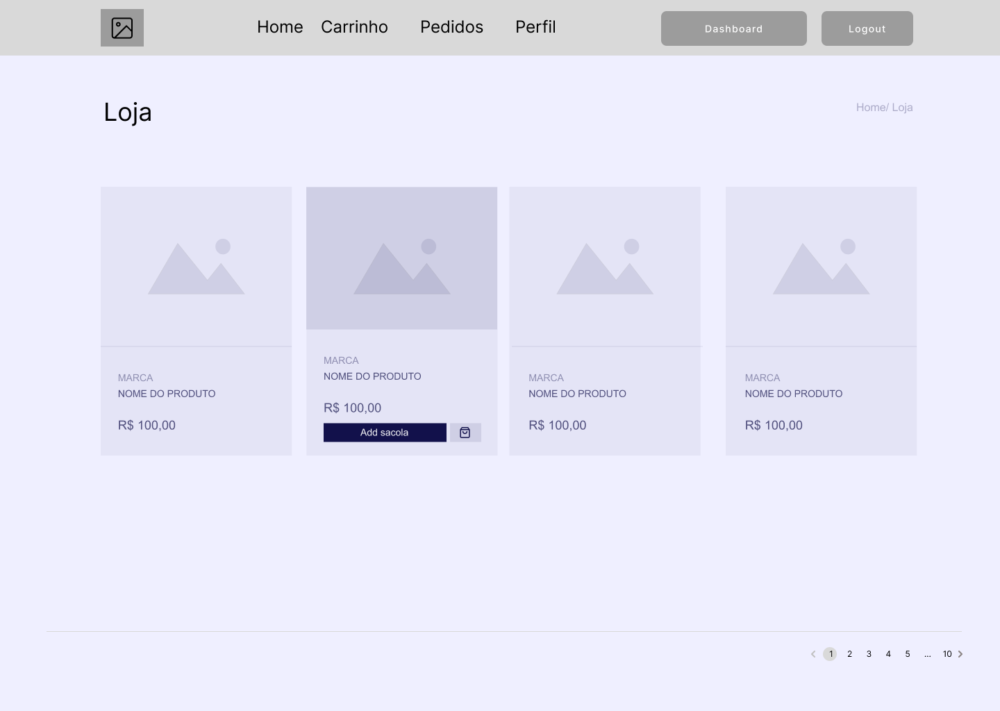 Home Carrinho Pedidos Perfil Dashboard Logout
Loja
Home/ Loja
MARCA
NOME DO PRODUTO
R$ 100,00
MARCA
NOME DO PRODUTO
R$ 100,00
Add sacola
MARCA
NOME DO PRODUTO
R$ 100,00
MARCA
NOME DO PRODUTO
R$ 100,00
1 2 3 4 5 ... 10